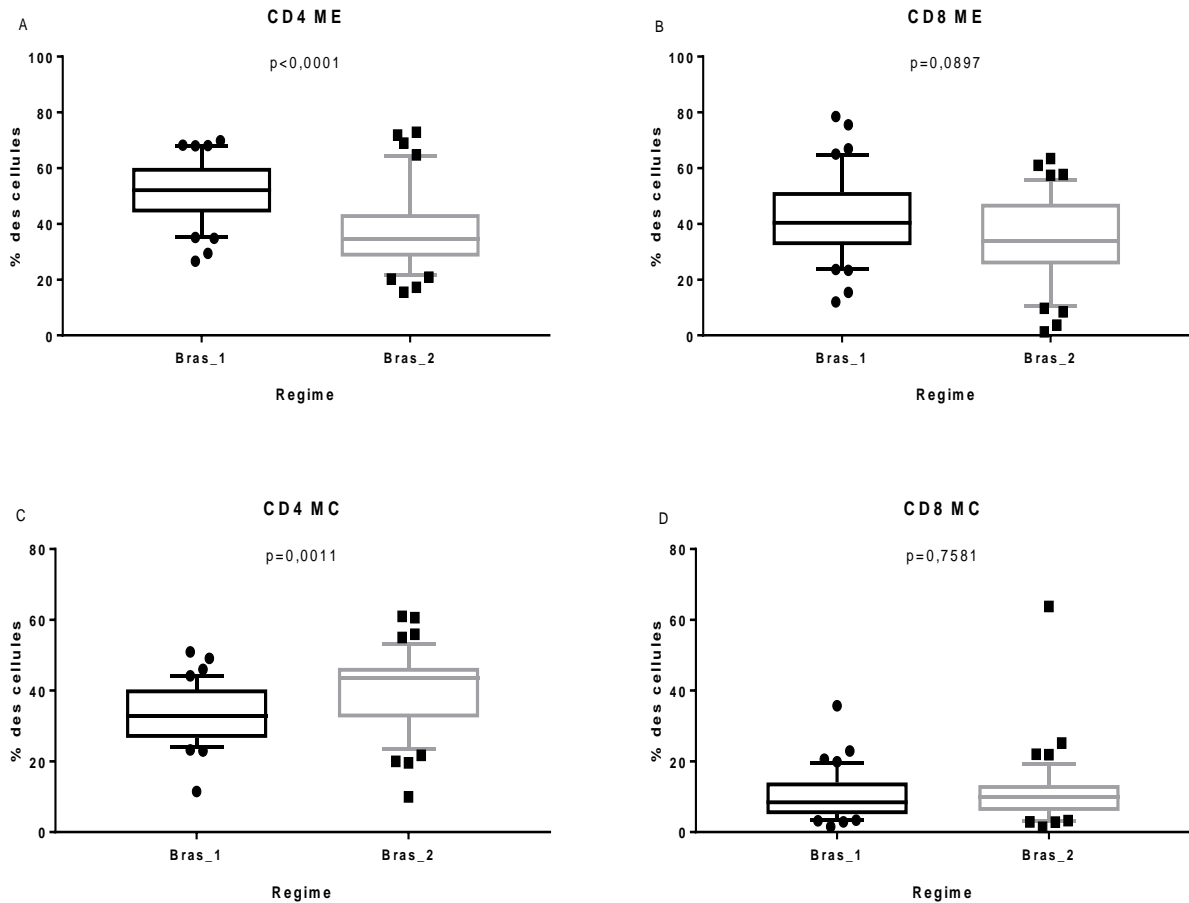 A
CD4 ME
p<0,0001
% des cellules
100
80
60
40
20
0
Bras_1 Bras_2
Regime
B
CD8 ME
p=0,0897
% des cellules
100
80
60
40
20
0
Bras_1 Bras_2
Regime
C
CD4 MC
p=0,0011
% des cellules
80
60
40
20
0
Bras_1 Bras_2
Regime
D
CD8 MC
p=0,7581
% des cellules
80
60
40
20
0
Bras_1 Bras_2
Regime